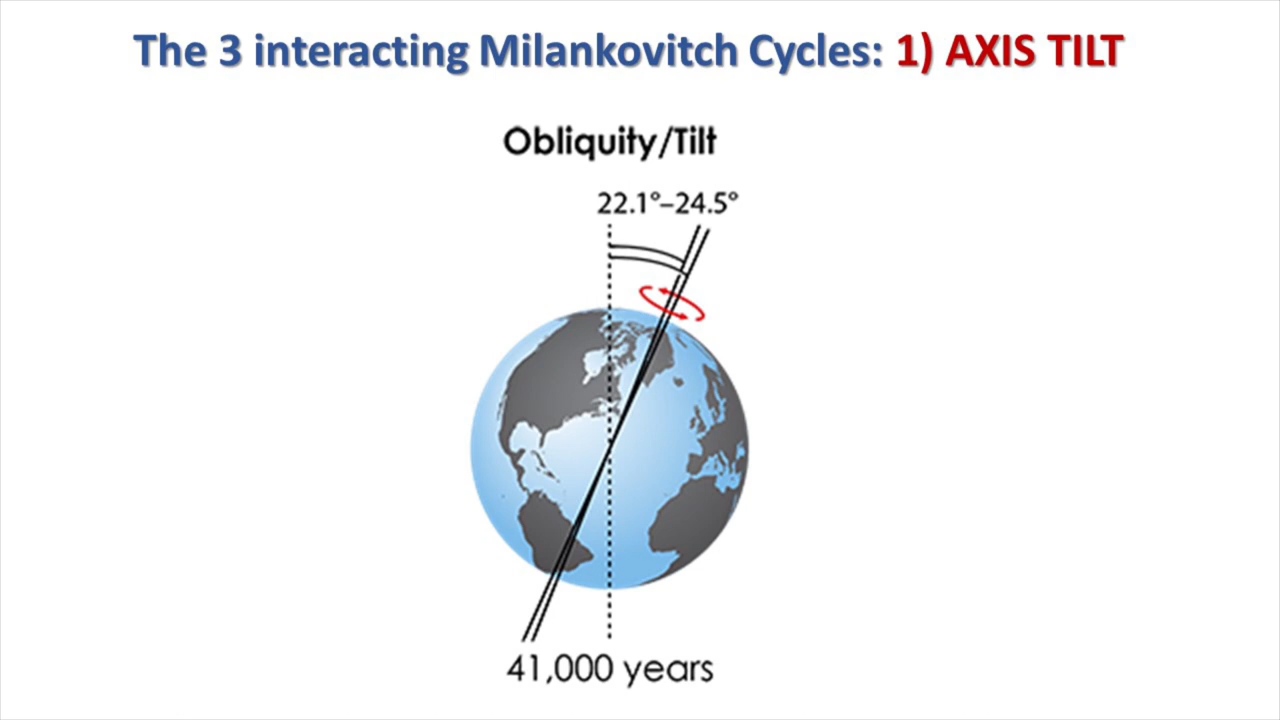 The 3 interacting Milankovitch Cycles: 1) AXIS TILT
Obliquity/Tilt
22.1°–24.5°
41,000 years